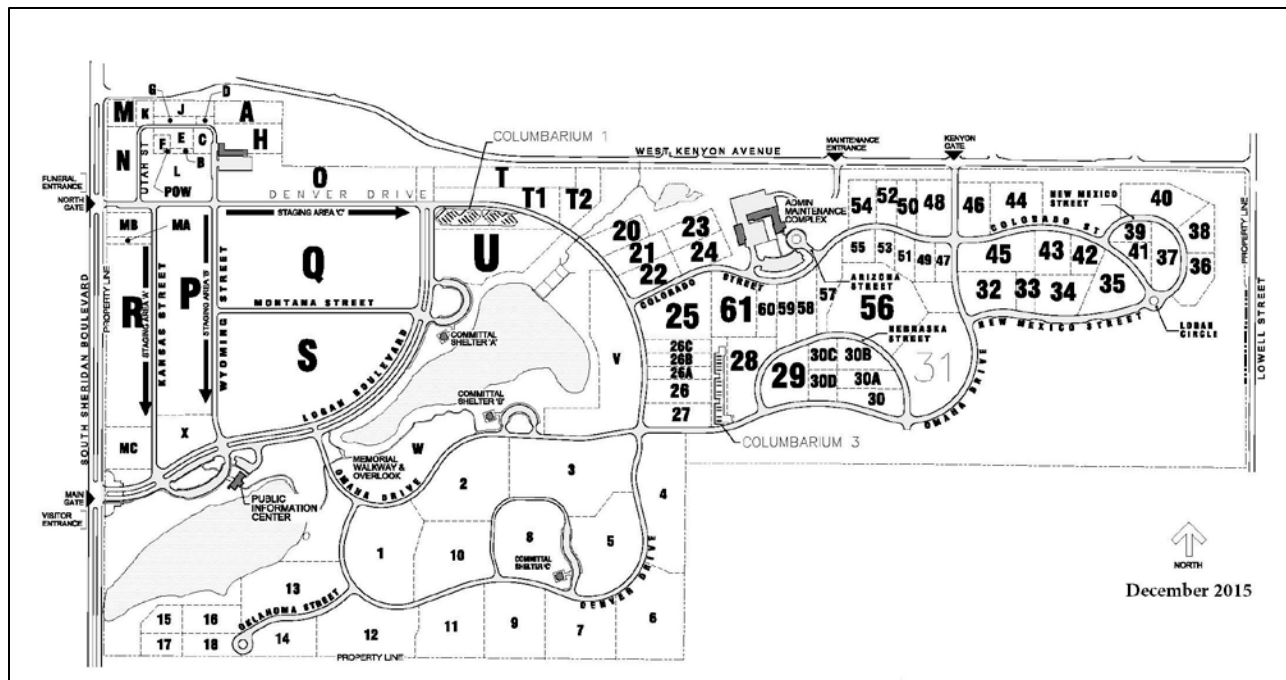 G
D
M
K
J
A
F
E
C
H
N
UTAH ST
B
L
POW
COLUMBARIUM 1
WEST KENYON AVENUE
MAINTENANCE
ENTRANCE
KENYON
GATE
FUNERAL
ENTRANCE
NORTH
GATE
O
DENVER DRIVE
T
T1
T2
STAGING AREA 'C'
MB
MA
R
STAGING AREA 'A'
PROPERTY LINE
KANSAS STREET
P
STAGING AREA 'B'
WYOMING STREET
Q
U
MONTANA STREET
S
LOGAN BOULEVARD
COMMITTAL
SHELTER 'A'
COMMITTAL
SHELTER 'B'
V
W
X
MC
SOUTH SHERIDAN BOULEVARD
MAIN
GATE
VISITOR
ENTRANCE
PUBLIC
INFORMATION
CENTER
MEMORIAL
WALKWAY &
OVERLOOK
OMAHA DRIVE
20
21
22
23
24
COLORADO STREET
ADMIN
MAINTENANCE
COMPLEX
54
52
50
48
46
44
NEW MEXICO
STREET
40
55
53
51
49
47
COLORADO ST
39
38
45
43
42
41
37
36
PROPERTY LINE
LOWELL STREET
ARIZONA
STREET
25
61
60
59
58
57
56
32
33
34
35
NEW MEXICO STREET
LOGAN
CIRCLE
NEBRASKA
STREET
26C
26B
26A
26
27
28
29
30C
30B
30D
30A
30
31
OMAHA DRIVE
COLUMBARIUM 3
2
3
4
1
10
8
COMMITTAL
SHELTER 'C'
5
DENVER DRIVE
13
OKLAHOMA STREET
15
16
17
18
14
12
11
9
7
6
PROPERTY LINE
NORTH
December 2015